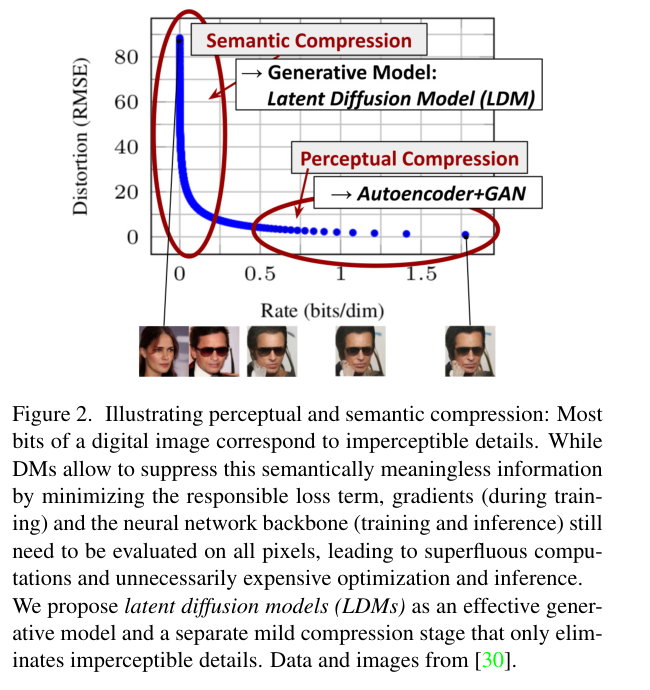 Semantic Compression
→ Generative Model:
Latent Diffusion Model (LDM)
Perceptual Compression
→ Autoencoder+GAN
Distortion (RMSE)
80
60
40
20
0
0
0.5
1
1.5
Rate (bits/dim)
Figure 2. Illustrating perceptual and semantic compression: Most
bits of a digital image correspond to imperceptible details. While
DMs allow to suppress this semantically meaningless information
by minimizing the responsible loss term, gradients (during train-
ing) and the neural network backbone (training and inference) still
need to be evaluated on all pixels, leading to superfluous compu-
tations and unnecessarily expensive optimization and inference.
We propose latent diffusion models (LDMs) as an effective gener-
ative model and a separate mild compression stage that only elim-
inates imperceptible details. Data and images from [30].